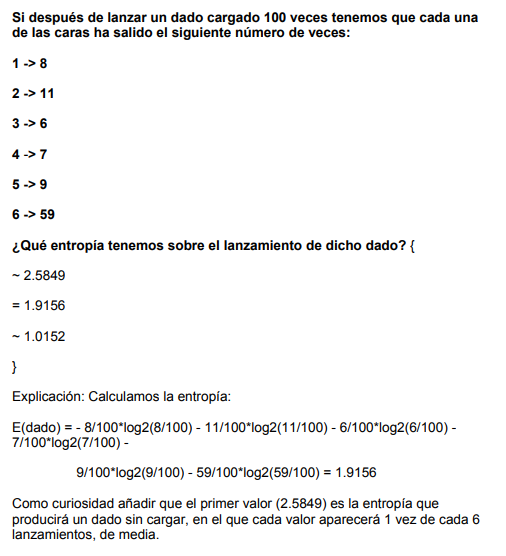 Si después de lanzar un dado cargado 100 veces tenemos que cada una
de las caras ha salido el siguiente número de veces:
1 -> 8
2 -> 11
3 -> 6
4 -> 7
5 -> 9
6 -> 59
¿Qué entropía tenemos sobre el lanzamiento de dicho dado? {
~ 2.5849
= 1.9156
~ 1.0152
}
Explicación: Calculamos la entropía:
E(dado) = - 8/100*log2(8/100) - 11/100*log2(11/100) - 6/100*log2(6/100) -
7/100*log2(7/100) -
9/100*log2(9/100) - 59/100*log2(59/100) = 1.9156
Como curiosidad añadir que el primer valor (2.5849) es la entropía que
producirá un dado sin cargar, en el que cada valor aparecerá 1 vez de cada 6
lanzamientos, de media.